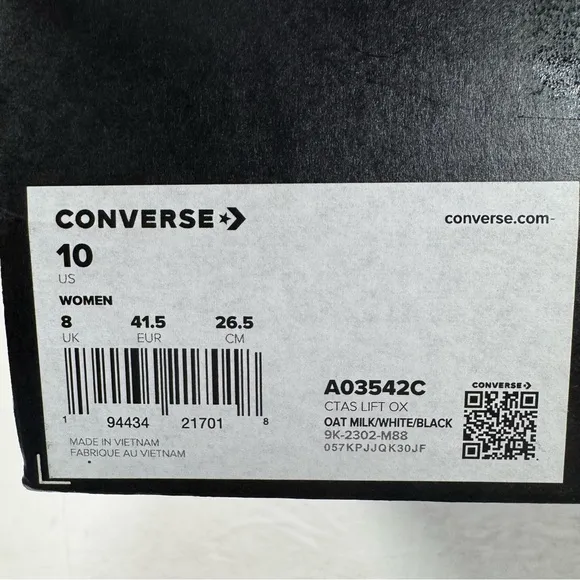 CONVERSE
converse.com-
10
US
WOMEN
8 41.5 26.5
UK EUR CM
1 94434 21701 8
MADE IN VIETNAM
FABRIQUE AU VIETNAM
A03542C
CTAS LIFT OX
OAT MILK/WHITE/BLACK
9K-2302-M88
057KPJJQK30JF
CONVERSE